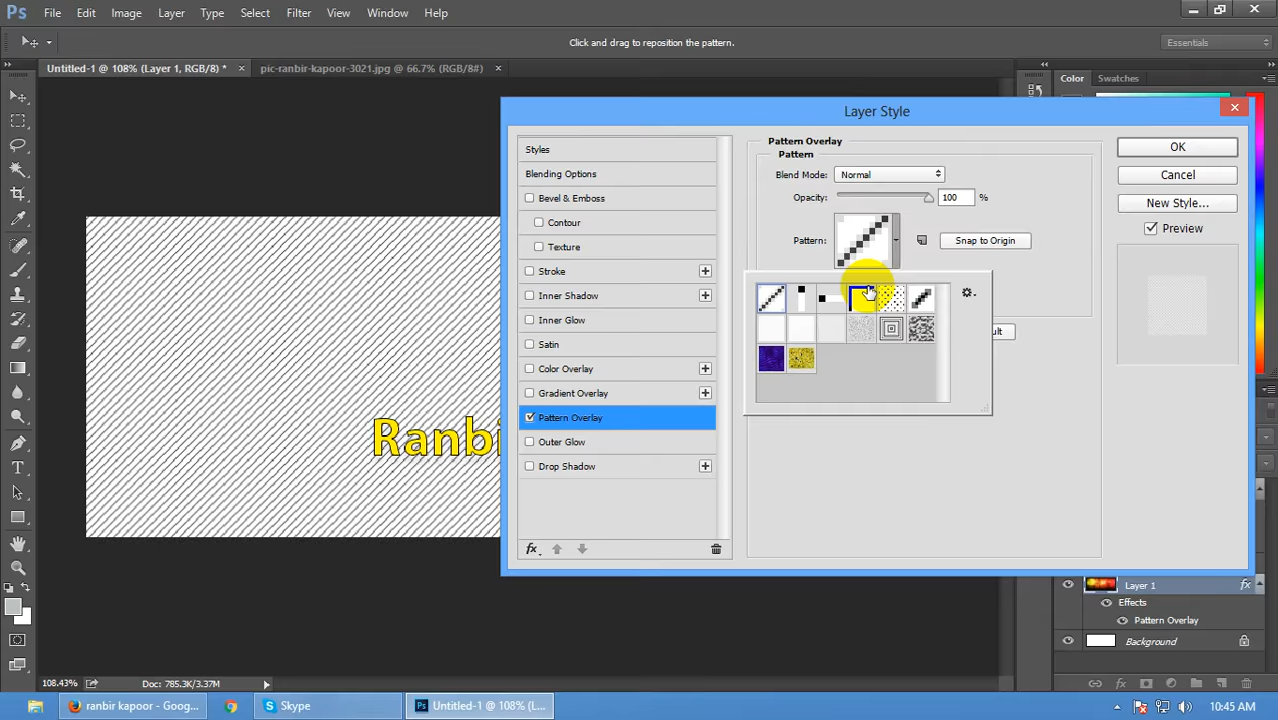 Ps File Edit Image Layer Type Select Filter View Window Help
Click and drag to reposition the pattern.
Essentials
Untitled-1 @ 108% (Layer 1, RGB/8) * × pic-ranbir-kapoor-3021.jpg @ 66.7% (RGB/8#) ×
Color Swatches
Layer Style
Styles
Blending Options
Bevel & Emboss
Contour
Texture
Stroke
Inner Shadow
Inner Glow
Satin
Color Overlay
Gradient Overlay
Pattern Overlay
Outer Glow
Drop Shadow
fx
Pattern Overlay
Pattern
Blend Mode: Normal
Opacity: 100 %
Pattern: Snap to Origin
OK
Cancel
New Style...
Preview
Ranbi
Layer 1 fx
Effects
Pattern Overlay
Background
fx
108.43% Doc: 785.3K/3.37M
ranbir kapoor - Goog... Skype Untitled-1 @ 108% (L... 10:45 AM